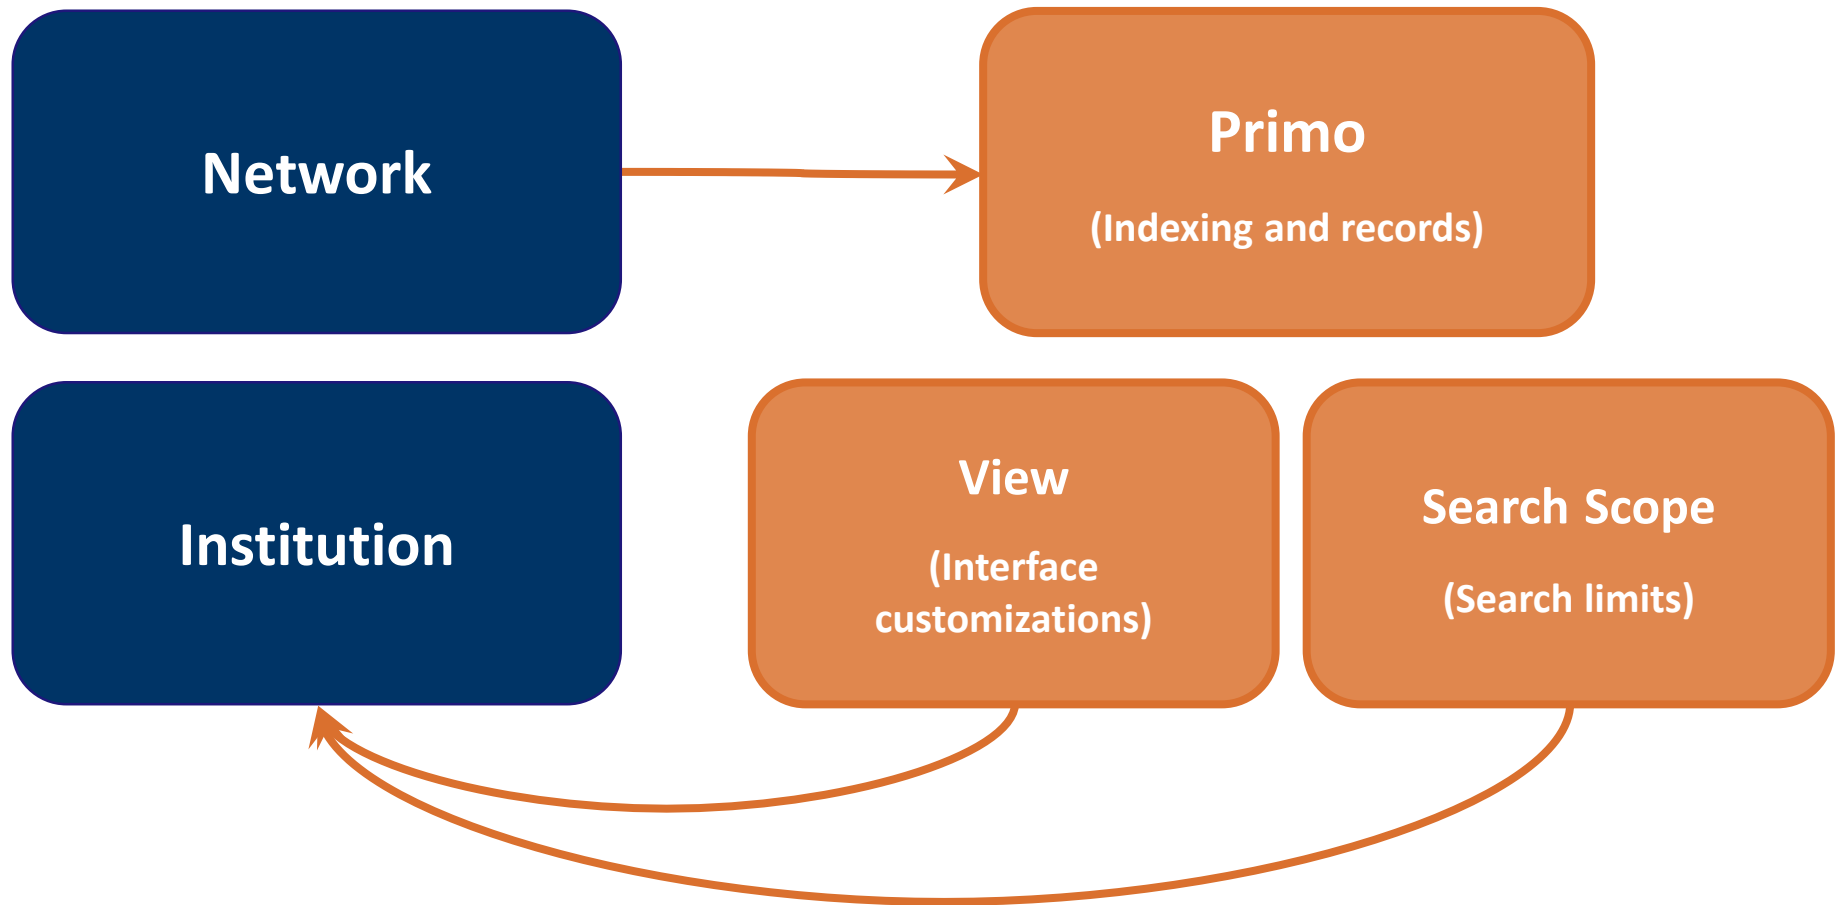 Network
Primo
(Indexing and records)
Institution
View
(Interface
customizations)
Search Scope
(Search limits)